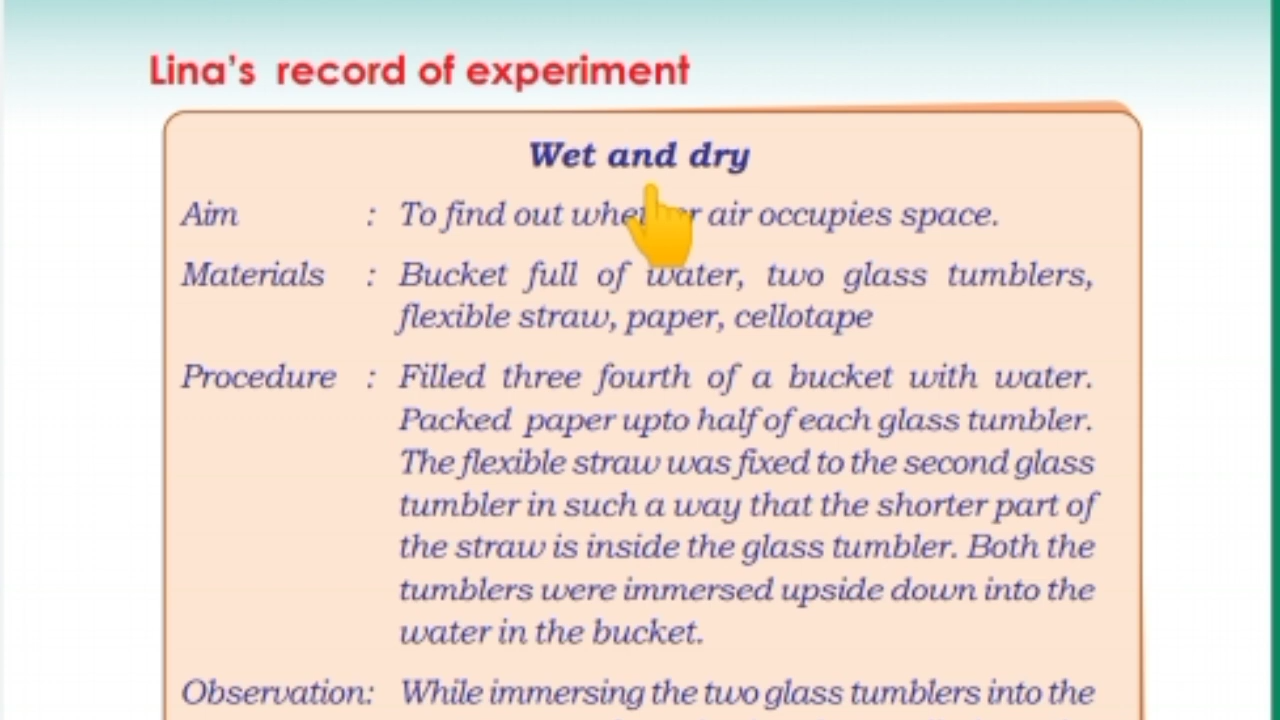 Lina's record of experiment
Wet and dry
Aim : To find out whether air occupies space.
Materials : Bucket full of water, two glass tumblers,
flexible straw, paper, cellotape
Procedure : Filled three fourth of a bucket with water.
Packed paper upto half of each glass tumbler.
The flexible straw was fixed to the second glass
tumbler in such a way that the shorter part of
the straw is inside the glass tumbler. Both the
tumblers were immersed upside down into the
water in the bucket.
Observation: While immersing the two glass tumblers into the